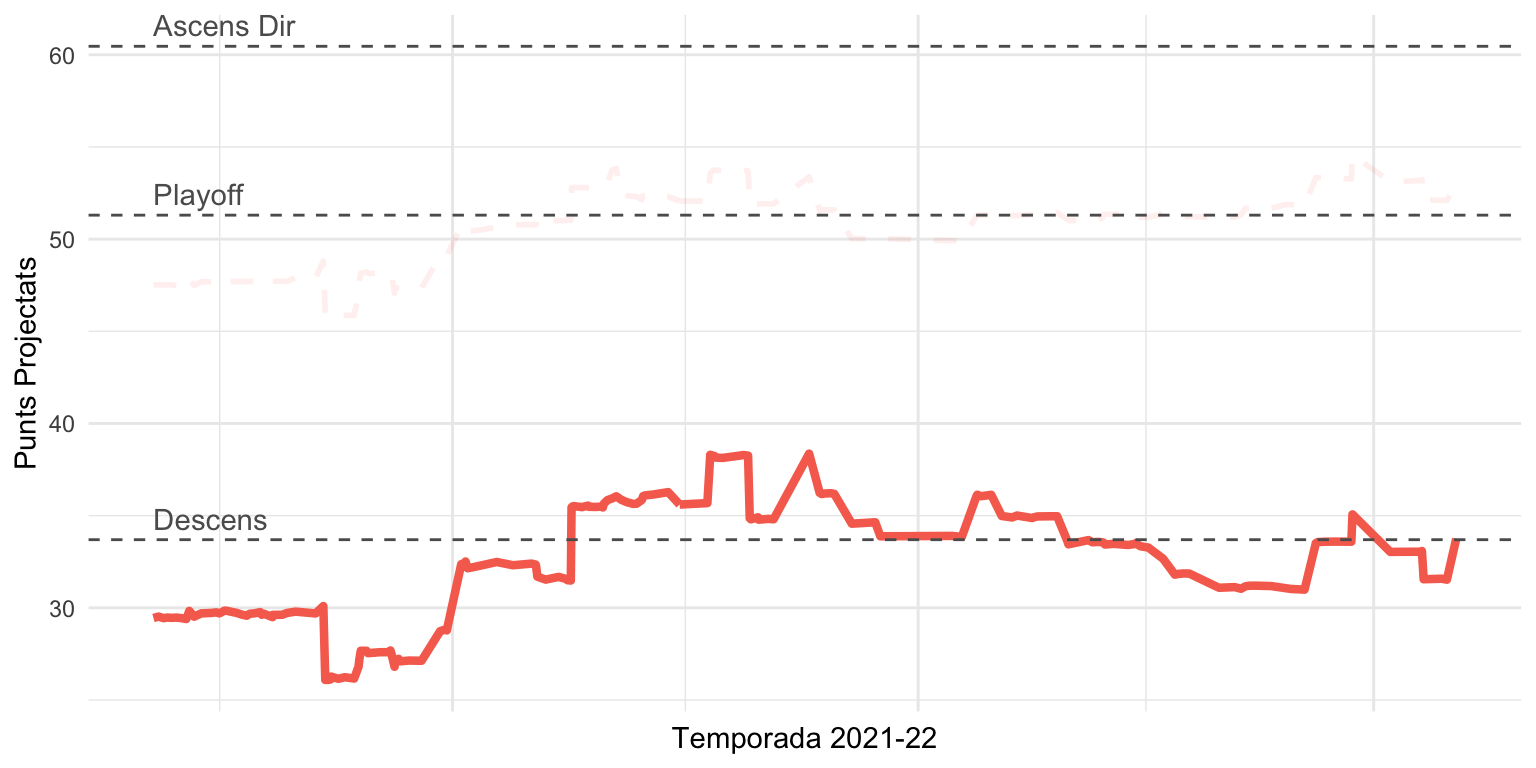 Ascens Dir
60
Playoff
50
40
Descens
30
Punts Projectats
Temporada 2021-22